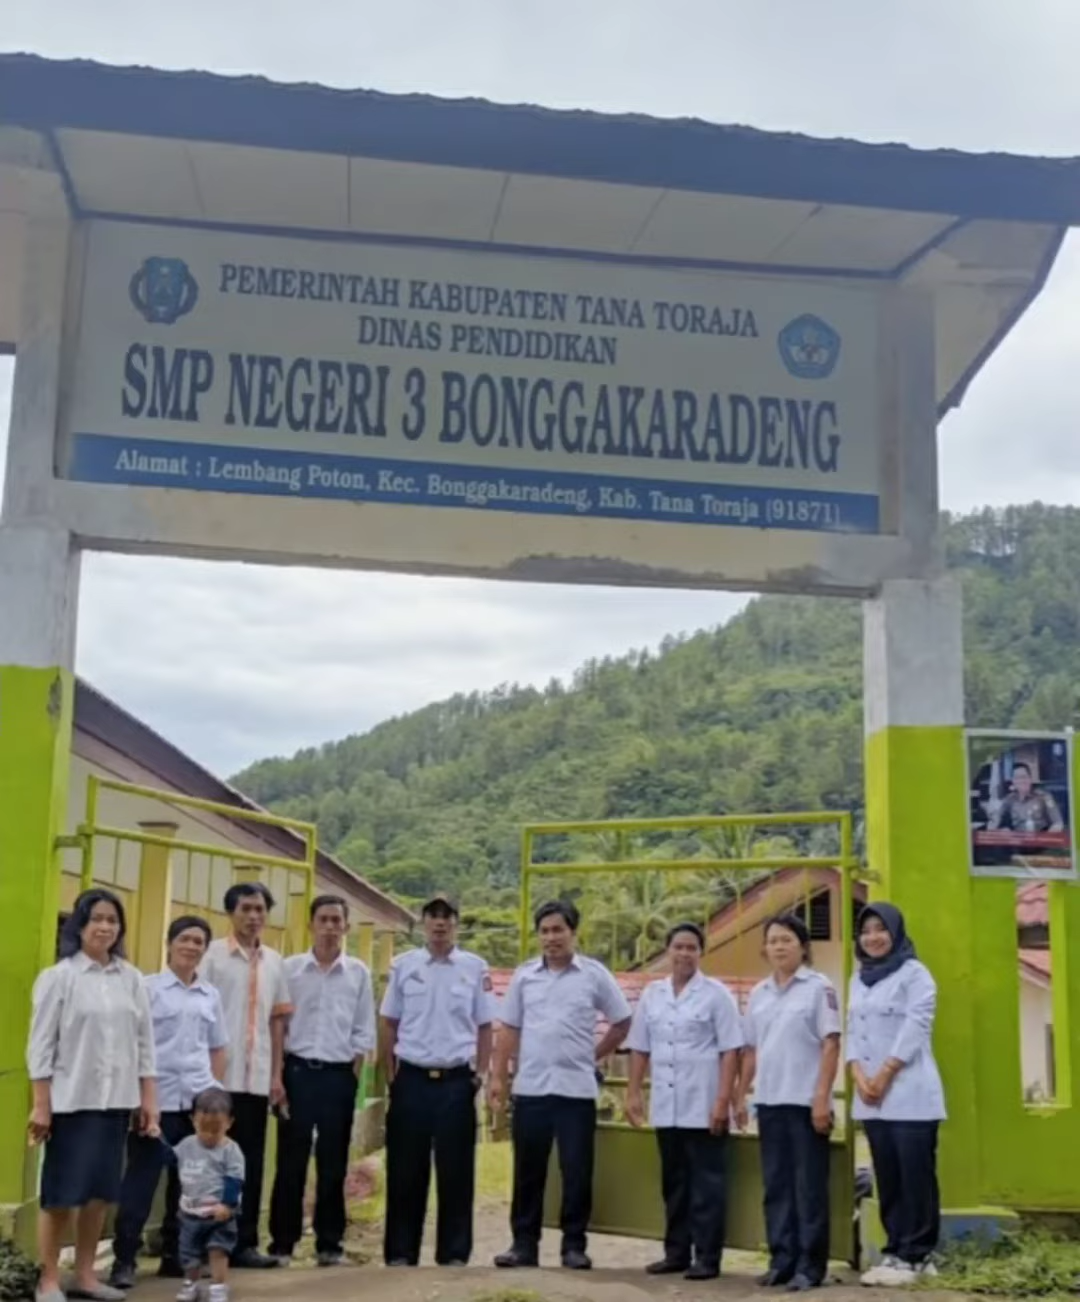 PEMERINTAH KABUPATEN TANA TORAJA
DINAS PENDIDIKAN
SMP NEGERI 3 BONGGAKARADENG
Alamat : Lembang Poton, Kec. Bonggakaradeng, Kab. Tana Toraja (91871)